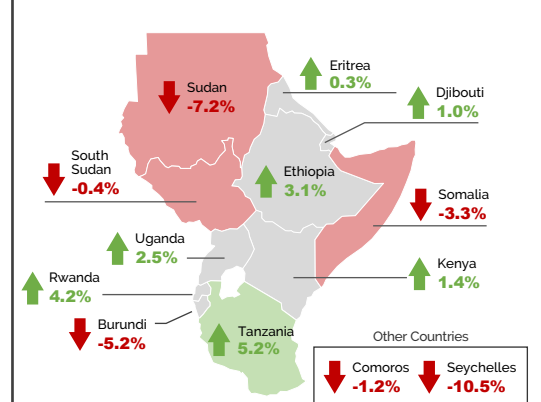 Eritrea
0.3%
Sudan
-7.2%
Djibouti
1.0%
South
Sudan
-0.4%
Ethiopia
3.1%
Somalia
-3.3%
Uganda
2.5%
Kenya
1.4%
Rwanda
4.2%
Burundi
-5.2%
Tanzania
5.2%
Other Countries
Comoros
-1.2%
Seychelles
-10.5%